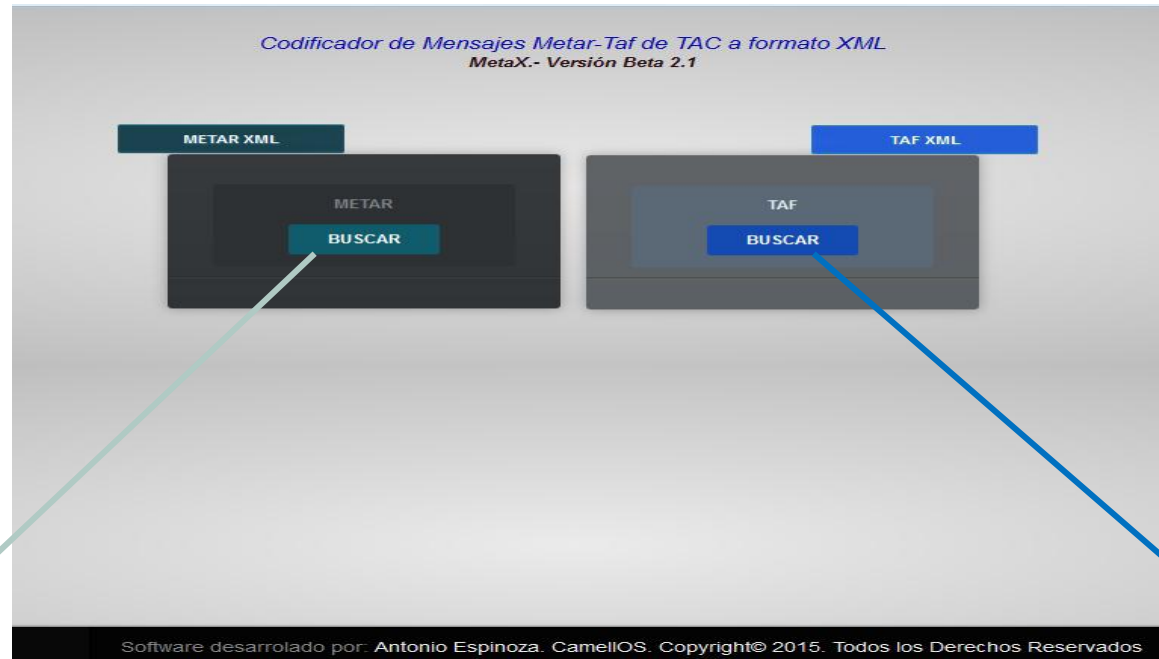 Codificador de Mensajes Metar-Taf de TAC a formato XML
MetaX.- Versión Beta 2.1
METAR XML
TAF XML
METAR
TAF
BUSCAR
BUSCAR
Software desarrolado por: Antonio Espinoza. CamellOS. Copyright© 2015. Todos los Derechos Reservados